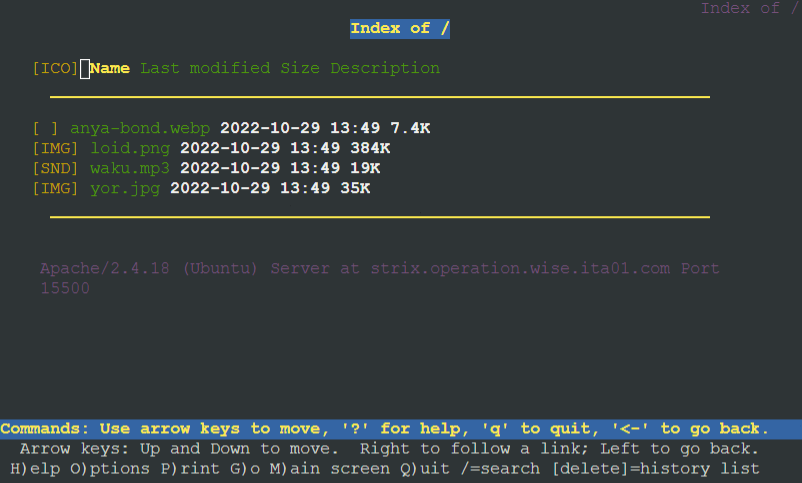 Index of /
Index of /
[ICO] Name Last modified Size Description
[ ] anya-bond.webp 2022-10-29 13:49 7.4K
[IMG] loid.png 2022-10-29 13:49 384K
[SND] waku.mp3 2022-10-29 13:49 19K
[IMG] yor.jpg 2022-10-29 13:49 35K
Apache/2.4.18 (Ubuntu) Server at strix.operation.wise.ita01.com Port
15500
Commands: Use arrow keys to move, '?' for help, 'q' to quit, '<-' to go back.
Arrow keys: Up and Down to move. Right to follow a link; Left to go back.
H)elp O)ptions P)rint G)o M)ain screen Q)uit /=search [delete]=history list